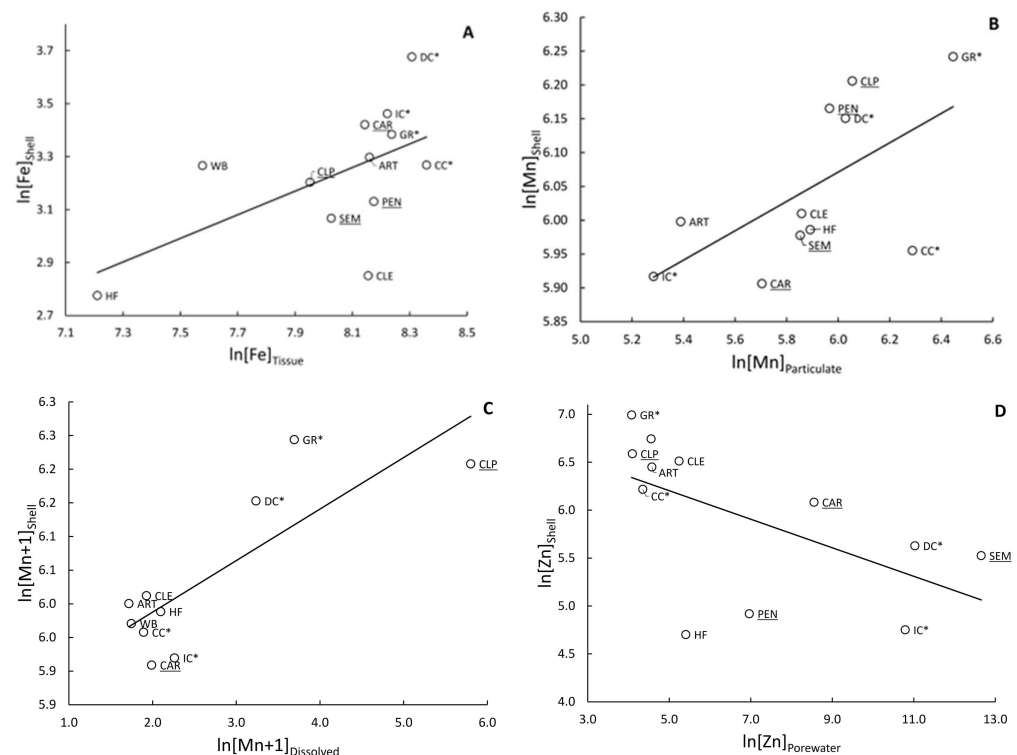 A
3.7
3.5
3.3
3.1
2.9
2.7
ln[Fe]Shell
DC*
IC*
CAR
GR*
ART
CC*
WB
CLP
PEN
SEM
CLE
HF
7.1 7.3 7.5 7.7 7.9 8.1 8.3 8.5
ln[Fe]Tissue
B
6.30
6.25
6.20
6.15
6.10
6.05
6.00
5.95
5.90
5.85
ln[Mn]Shell
GR*
CLP
PEN
DC*
ART
CLE
HF
SEM
CC*
IC*
CAR
5.0 5.2 5.4 5.6 5.8 6.0 6.2 6.4 6.6
ln[Mn]Particulate
C
6.3
6.3
6.2
6.2
6.1
6.1
6.0
6.0
5.9
5.9
ln[Mn+1]Shell
GR*
CLP
DC*
CLE
ART
HF
WB
CC*
IC*
CAR
1.0 2.0 3.0 4.0 5.0 6.0
ln[Mn+1]Dissolved
D
7.0
6.5
6.0
5.5
5.0
4.0
ln[Zn]Shell
GR*
CLP
CLE
ART
CC*
CAR
DC*
SEM
PEN
HF
IC*
3.0 5.0 7.0 9.0 11.0 13.0
ln[Zn]Porewater